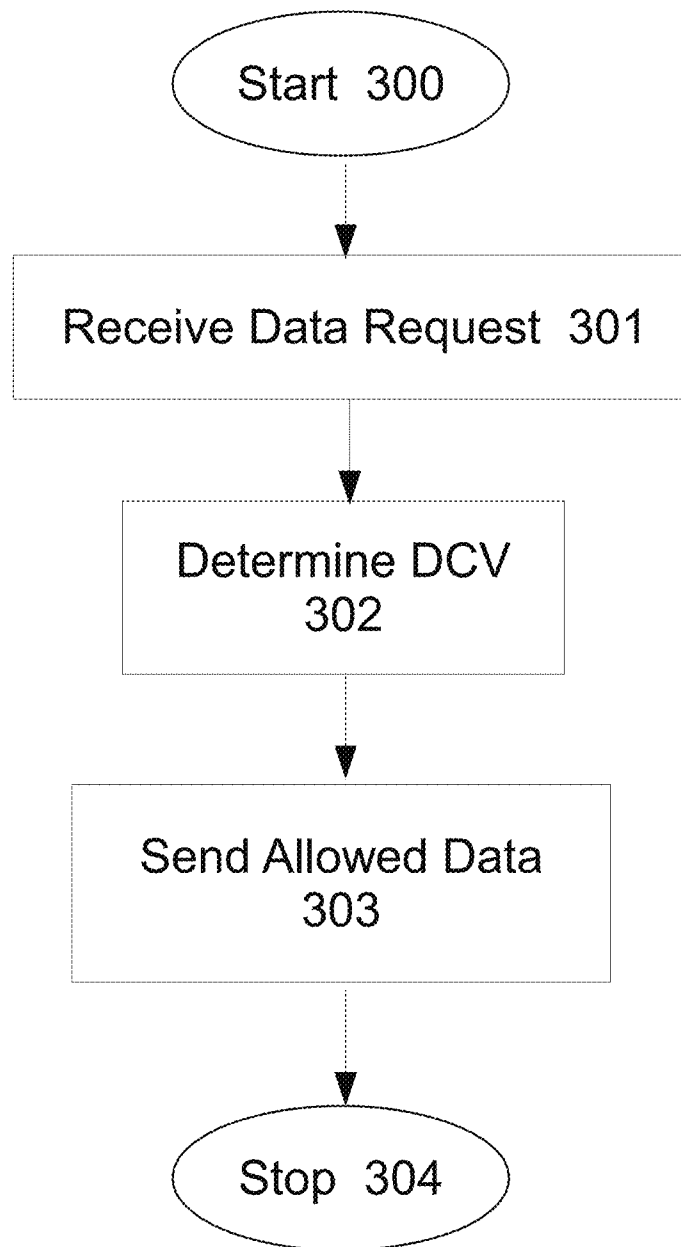 Start 300
Receive Data Request 301
Determine DCV
302
Send Allowed Data
303
Stop 304